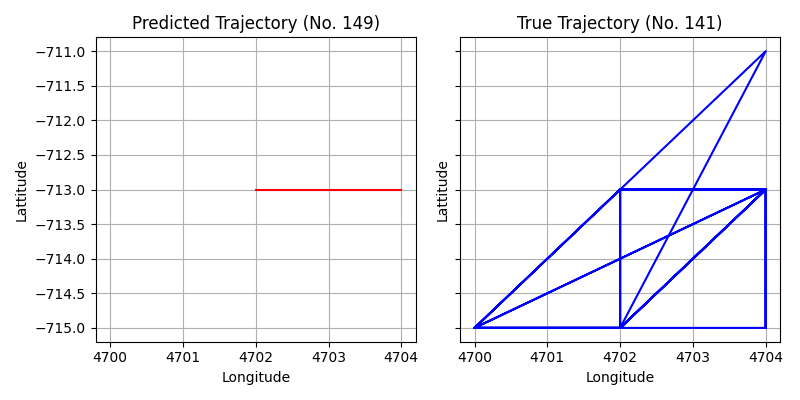 Predicted Trajectory (No. 149)
True Trajectory (No. 141)
−711.0
−711.5
−712.0
−712.5
−713.0
−713.5
−714.0
−714.5
−715.0
Lattitude
Lattitude
4700 4701 4702 4703 4704
4700 4701 4702 4703 4704
Longitude
Longitude